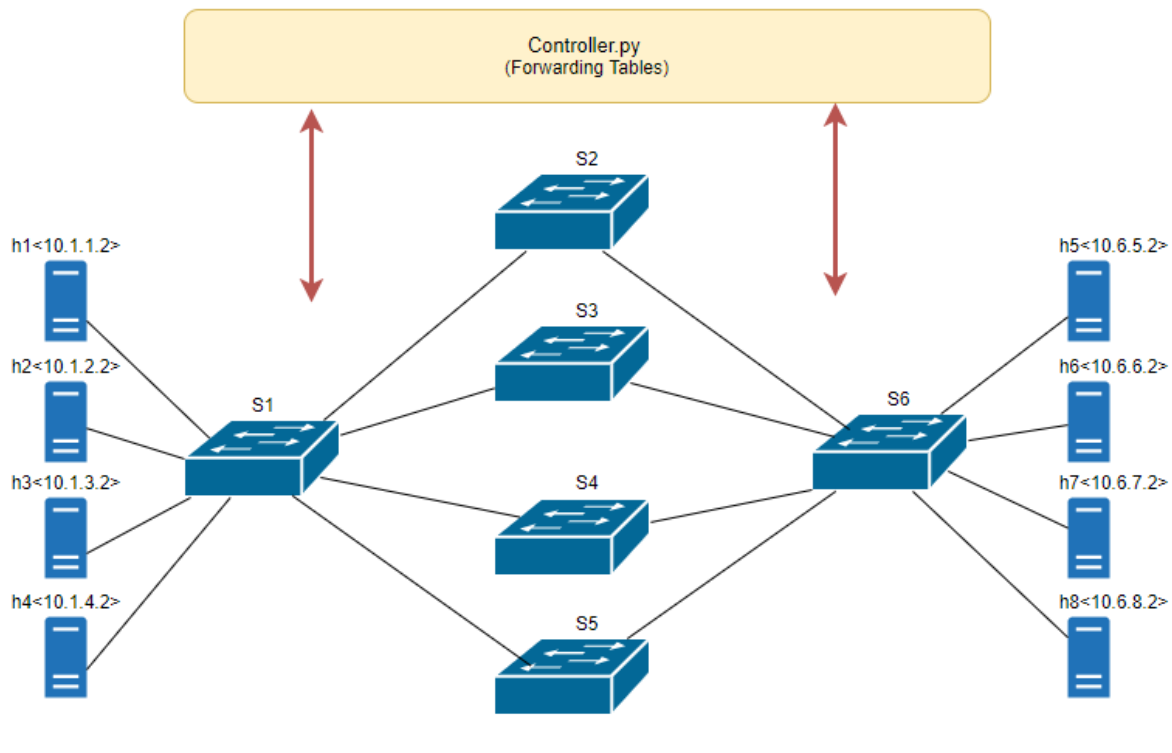 Controller.py
(Forwarding Tables)
S2
h1<10.1.1.2>
h5<10.6.5.2>
S3
h2<10.1.2.2>
h6<10.6.6.2>
S1
S6
h3<10.1.3.2>
S4
h7<10.6.7.2>
h4<10.1.4.2>
h8<10.6.8.2>
S5